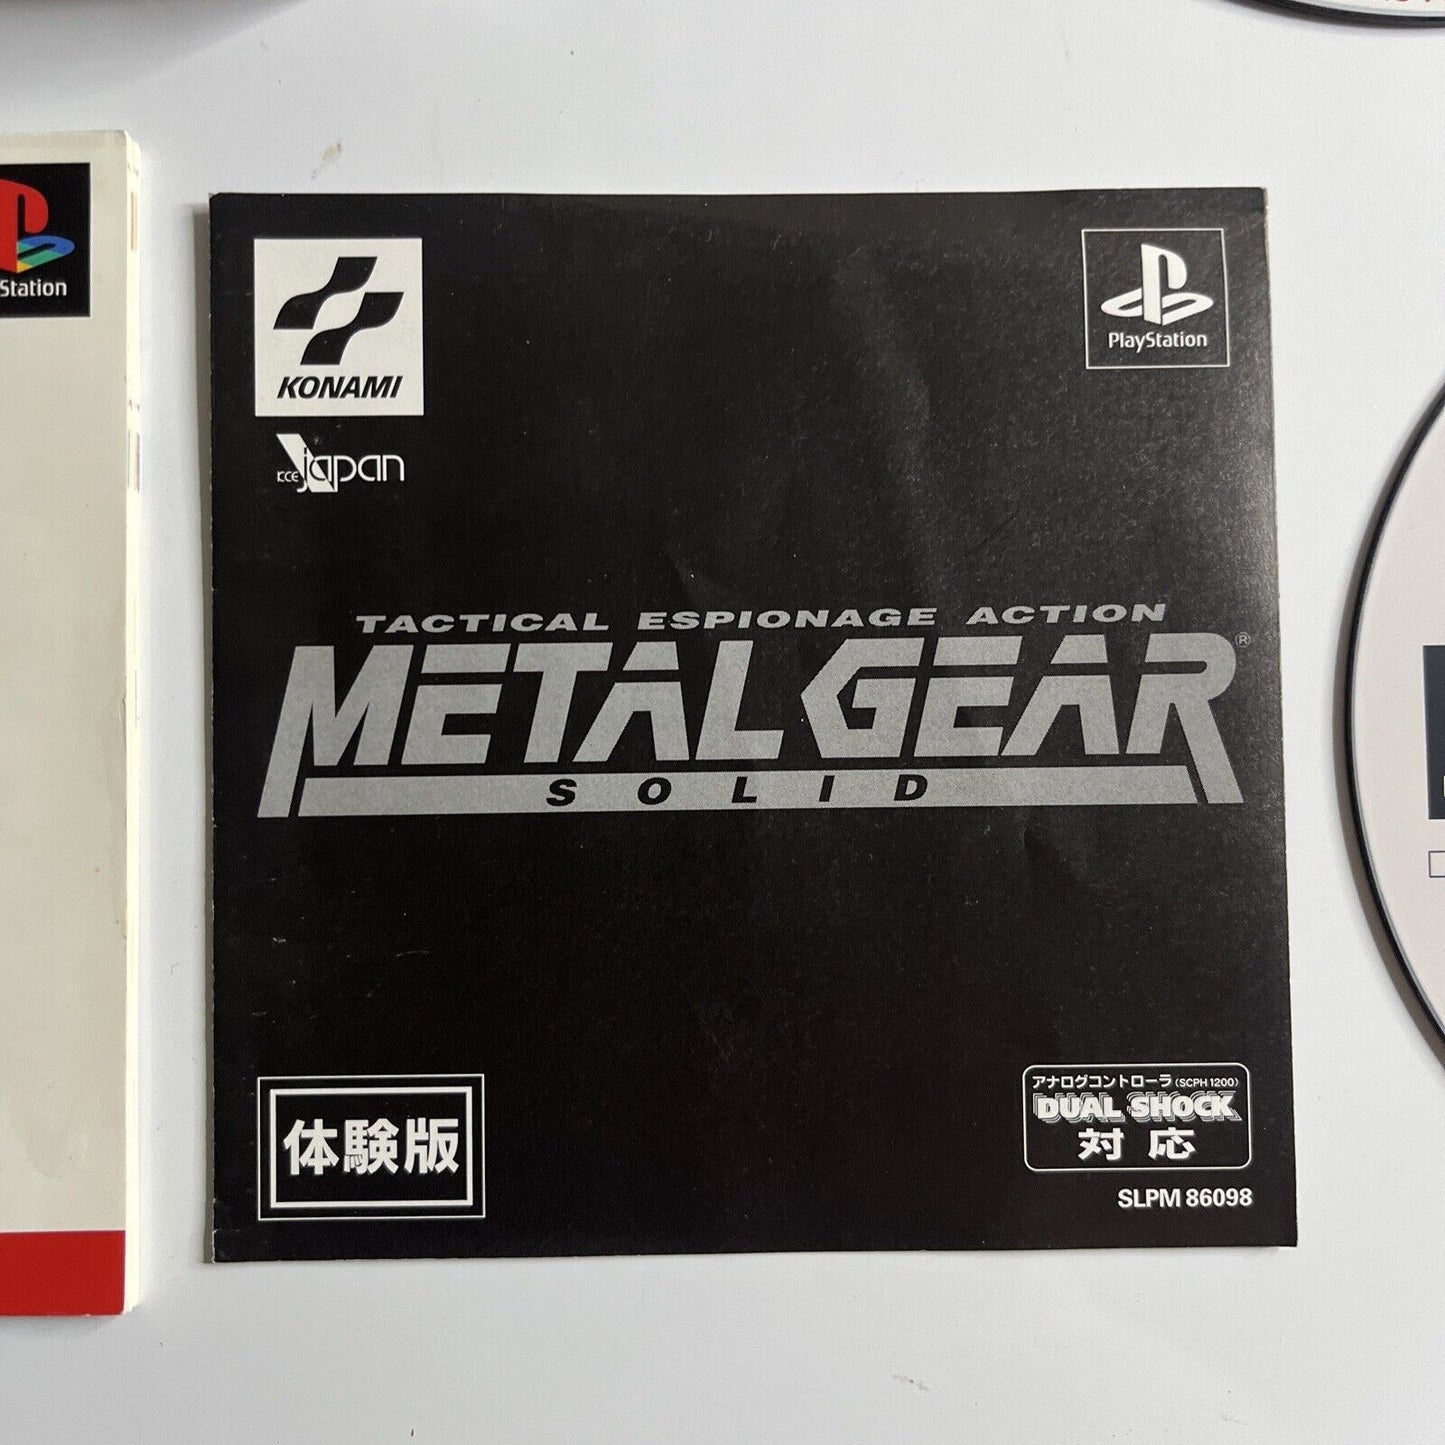 Station
KONAMI
KCE Japan
PlayStation
TACTICAL ESPIONAGE ACTION
METAL GEAR ®
SOLID
体験版
アナログコントローラ(SCPH 1200)
DUAL SHOCK
対応
SLPM 86098